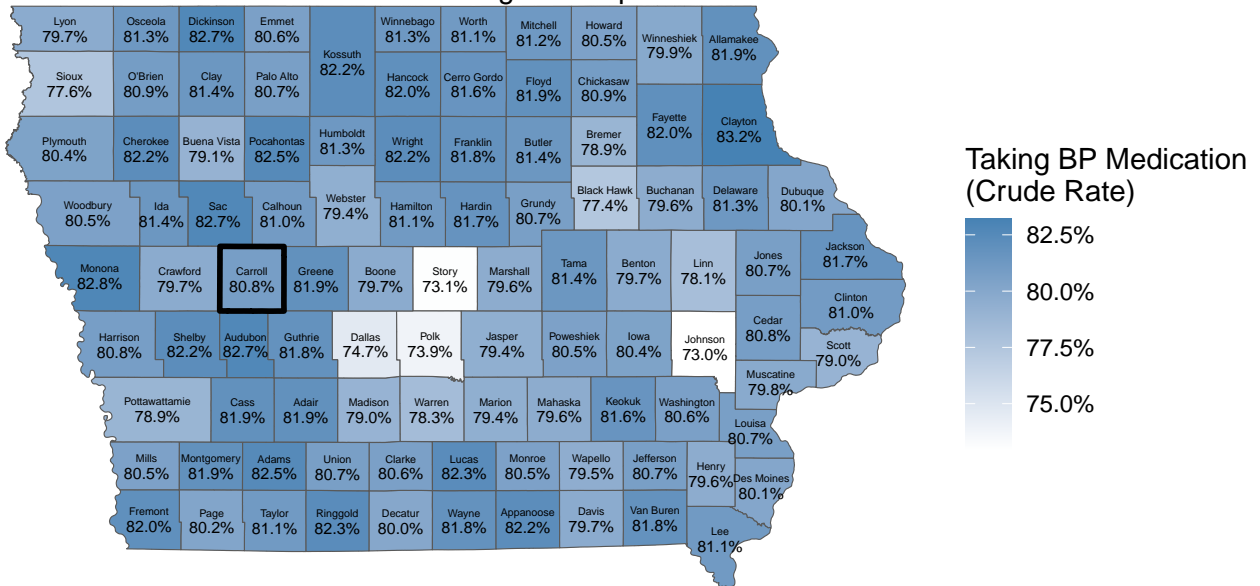 Lyon
79.7%
Osceola
81.3%
Dickinson
82.7%
Emmet
80.6%
Kossuth
82.2%
Winnebago
81.3%
Worth
81.1%
Mitchell
81.2%
Howard
80.5%
Winneshiek
79.9%
Allamakee
81.9%
Sioux
77.6%
O'Brien
80.9%
Clay
81.4%
Palo Alto
80.7%
Hancock
82.0%
Cerro Gordo
81.6%
Floyd
81.9%
Chickasaw
80.9%
Fayette
82.0%
Clayton
83.2%
Plymouth
80.4%
Cherokee
82.2%
Buena Vista
79.1%
Pocahontas
82.5%
Humboldt
81.3%
Wright
82.2%
Franklin
81.8%
Butler
81.4%
Bremer
78.9%
Woodbury
80.5%
Ida
81.4%
Sac
82.7%
Calhoun
81.0%
Webster
79.4%
Hamilton
81.1%
Hardin
81.7%
Grundy
80.7%
Black Hawk
77.4%
Buchanan
79.6%
Delaware
81.3%
Dubuque
80.1%
Monona
82.8%
Crawford
79.7%
Carroll
80.8%
Greene
81.9%
Boone
79.7%
Story
73.1%
Marshall
79.6%
Tama
81.4%
Benton
79.7%
Linn
78.1%
Jones
80.7%
Jackson
81.7%
Clinton
81.0%
Harrison
80.8%
Shelby
82.2%
Audubon
82.7%
Guthrie
81.8%
Dallas
74.7%
Polk
73.9%
Jasper
79.4%
Poweshiek
80.5%
Iowa
80.4%
Johnson
73.0%
Cedar
80.8%
Scott
79.0%
Muscatine
79.8%
Pottawattamie
78.9%
Cass
81.9%
Adair
81.9%
Madison
79.0%
Warren
78.3%
Marion
79.4%
Mahaska
79.6%
Keokuk
81.6%
Washington
80.6%
Louisa
80.7%
Mills
80.5%
Montgomery
81.9%
Adams
82.5%
Union
80.7%
Clarke
80.6%
Lucas
82.3%
Monroe
80.5%
Wapello
79.5%
Jefferson
80.7%
Henry
79.6%
Des Moines
80.1%
Fremont
82.0%
Page
80.2%
Taylor
81.1%
Ringgold
82.3%
Decatur
80.0%
Wayne
81.8%
Appanoose
82.2%
Davis
79.7%
Van Buren
81.8%
Lee
81.1%
Taking BP Medication
(Crude Rate)
82.5%
80.0%
77.5%
75.0%